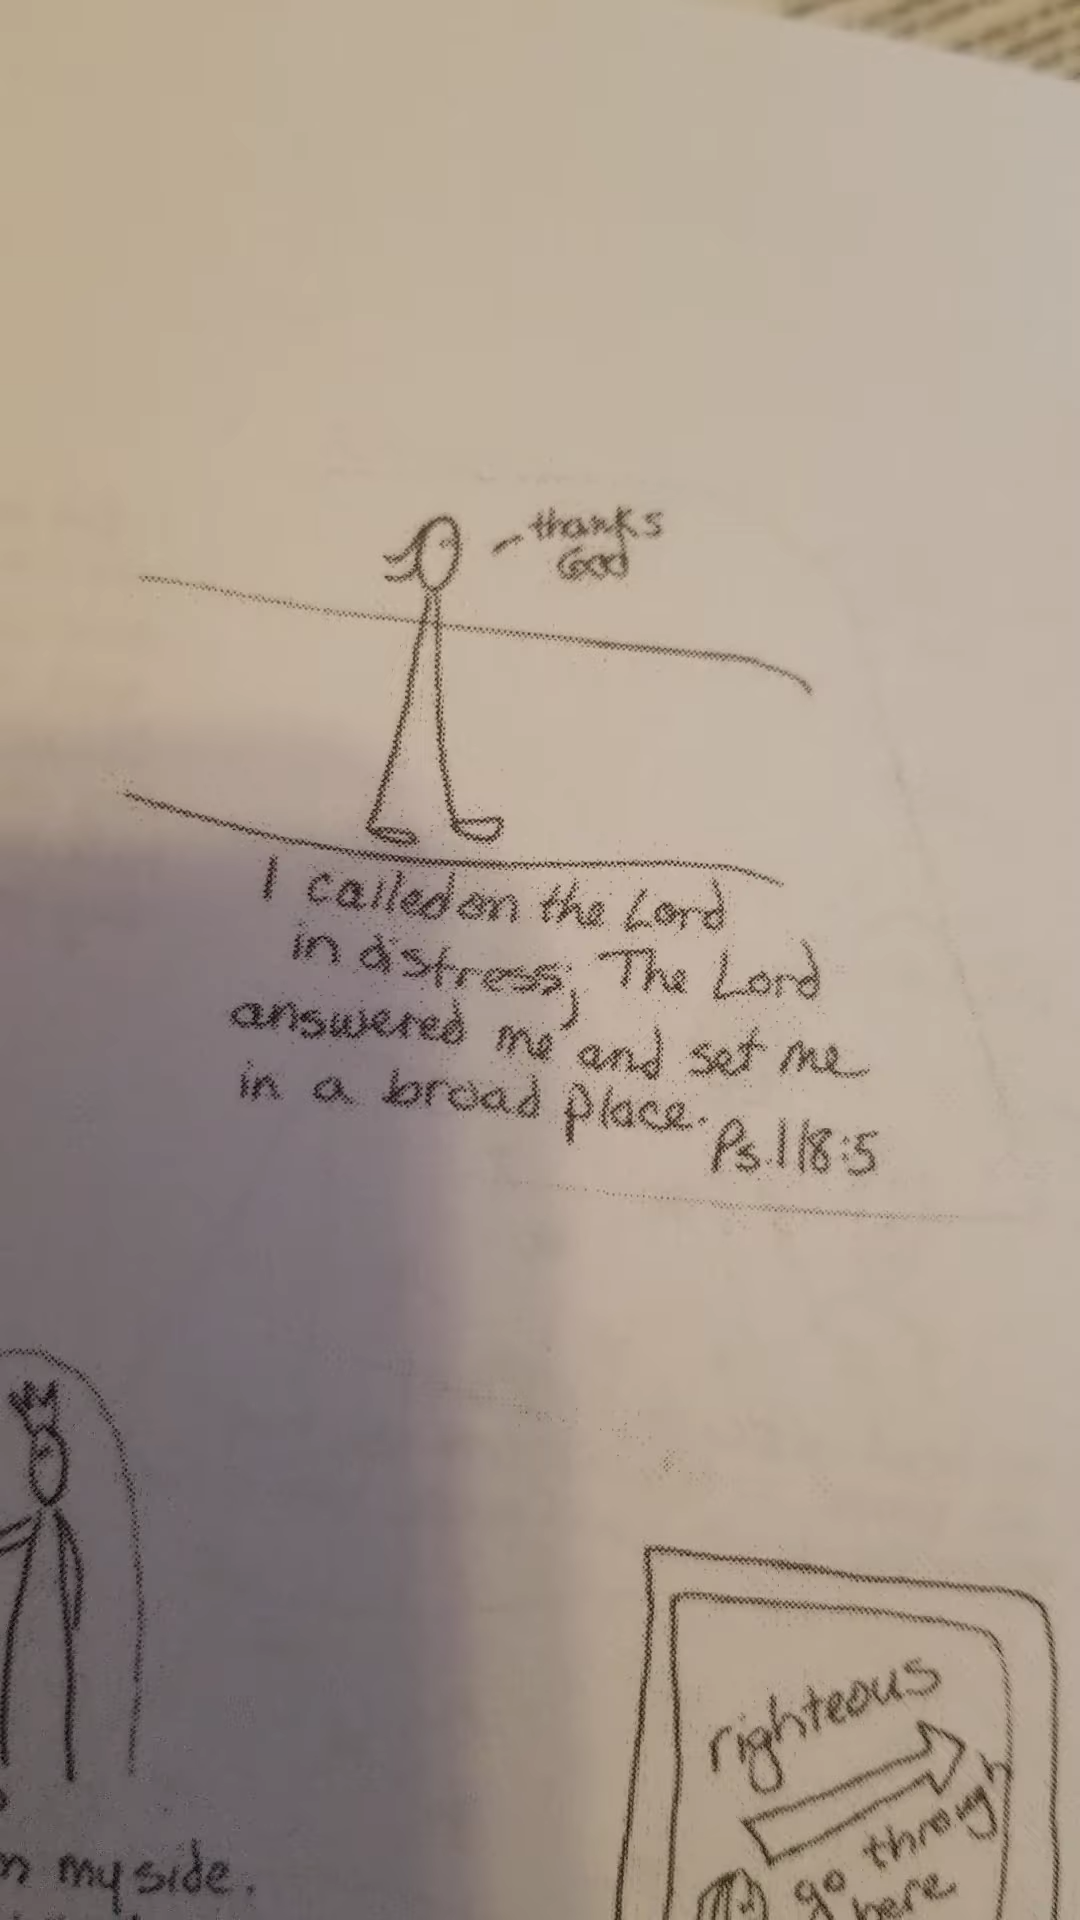 thanks
God
I called on the Lord
in distress; The Lord
answered me and set me
in a broad place.
Ps. 118:5
my side.
righteous
go through
here